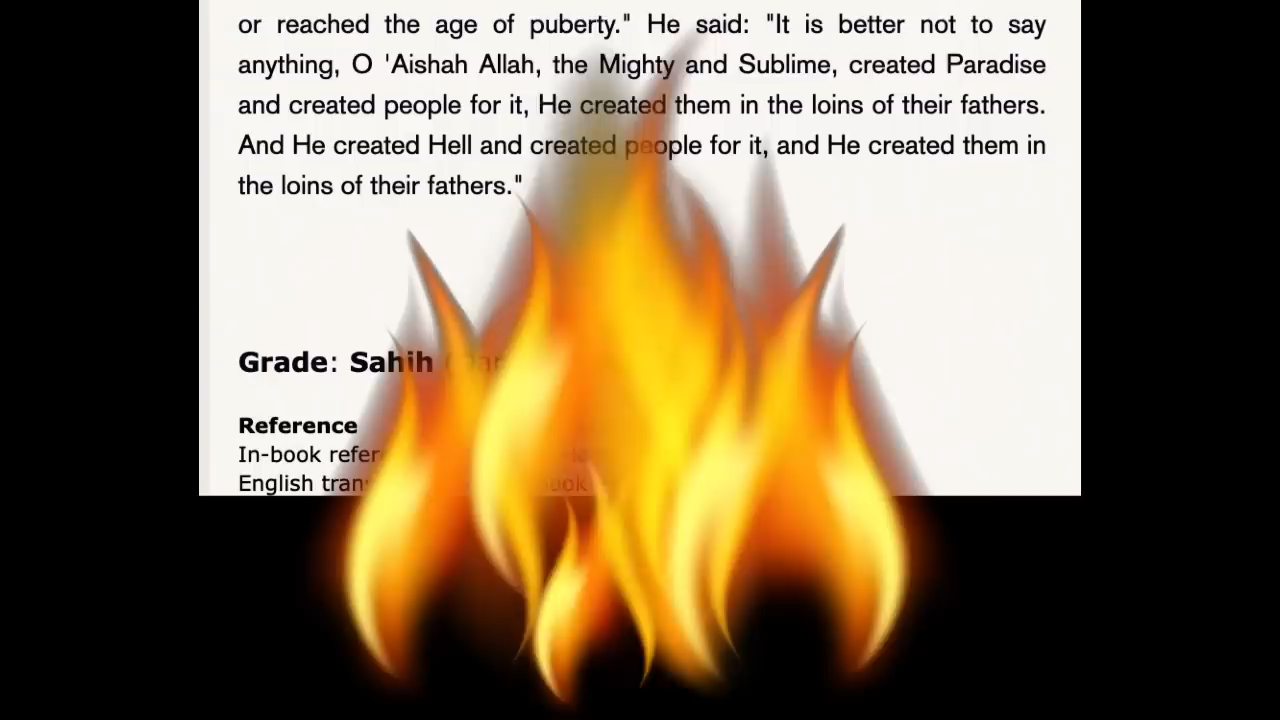 or reached the age of puberty." He said: "It is better not to say
anything, O 'Aishah Allah, the Mighty and Sublime, created Paradise
and created people for it, He created them in the loins of their fathers.
And He created Hell and created people for it, and He created them in
the loins of their fathers."
Grade: Sahih
Reference
In-book
English